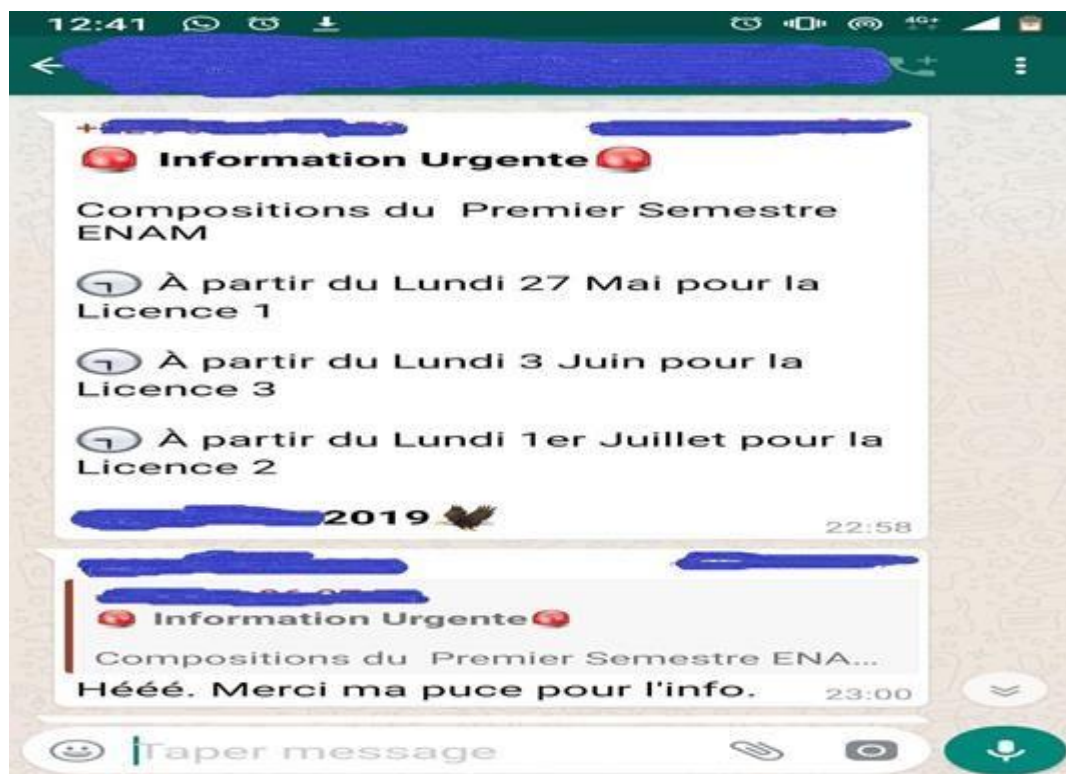 12:41
4G+
Information Urgente
Compositions du Premier Semestre
ENAM
À partir du Lundi 27 Mai pour la
Licence 1
À partir du Lundi 3 Juin pour la
Licence 3
À partir du Lundi 1er Juillet pour la
Licence 2
2019
22:58
Information Urgente
Compositions du Premier Semestre ENA...
Hééé. Merci ma puce pour l'info.
23:00
Taper message